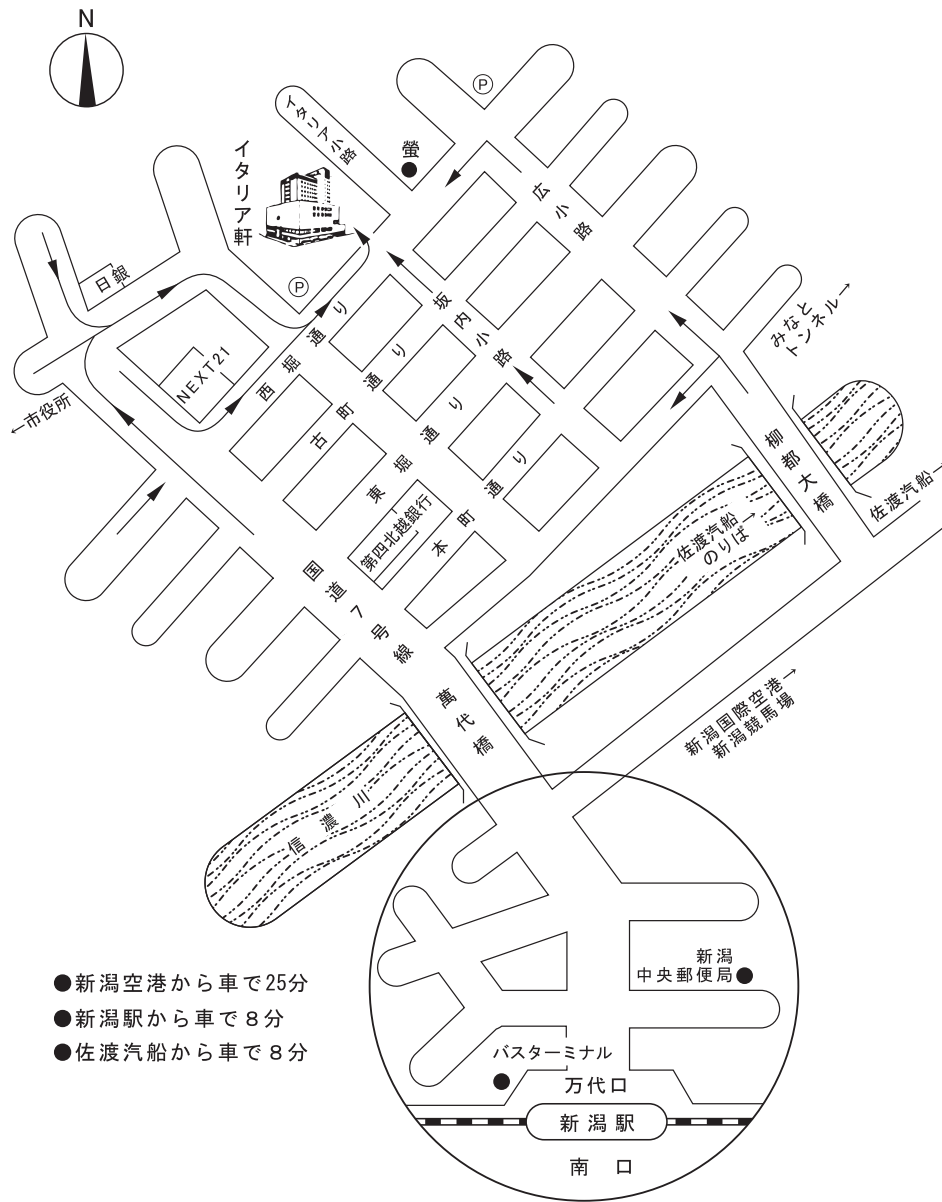 N
イタリア小路
P
螢
イタリア軒
広小路
日銀
P
NEXT21
西堀通り
坂内小路
古町通り
東堀通り
本町通り
みなと
トンネル→
←市役所
第四北越銀行
柳都大橋
佐渡汽船→
佐渡汽船→
のりば
国道7号線
萬代橋
新潟国際空港→
新潟競馬場
信濃川
新潟
中央郵便局
●新潟空港から車で25分
●新潟駅から車で8分
●佐渡汽船から車で8分
バスターミナル
万代口
新潟駅
南口